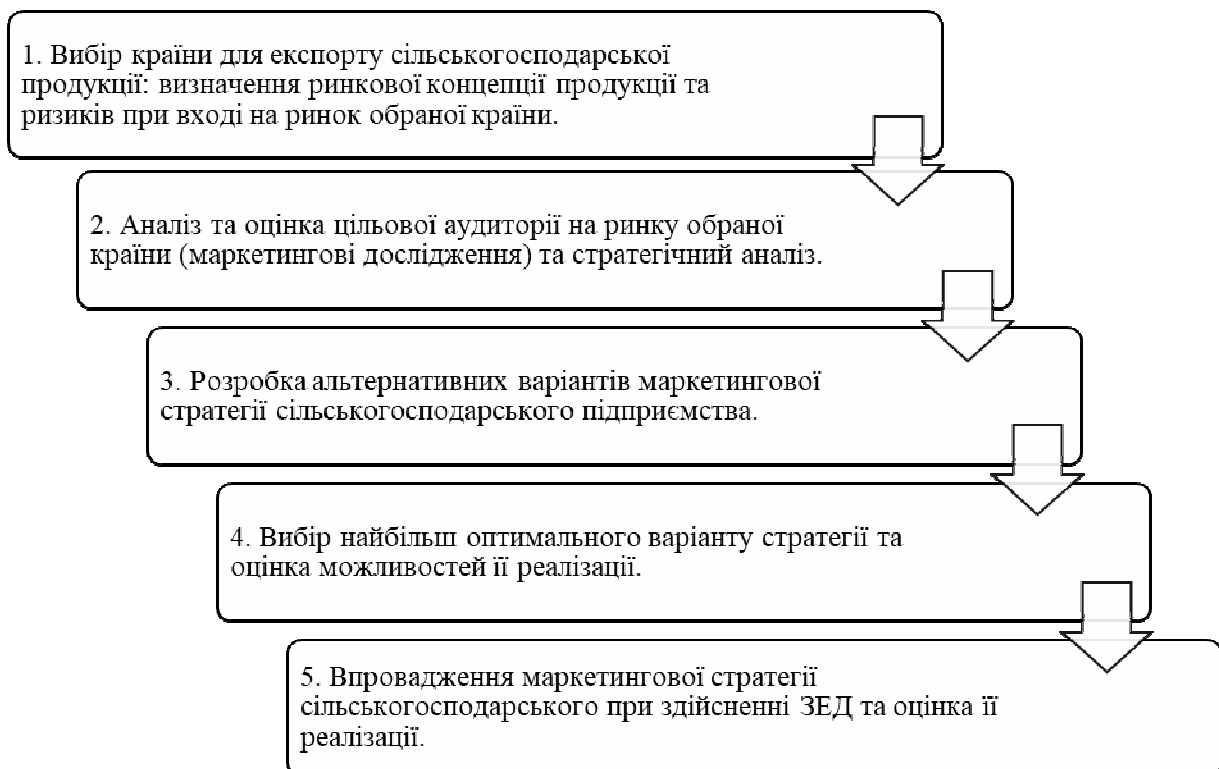 1. Вибір країни для експорту сільськогосподарської
продукції: визначення ринкової концепції продукції та
ризиків при вході на ринок обраної країни.
2. Аналіз та оцінка цільової аудиторії на ринку обраної
країни (маркетингові дослідження) та стратегічний аналіз.
3. Розробка альтернативних варіантів маркетингової
стратегії сільськогосподарського підприємства.
4. Вибір найбільш оптимального варіанту стратегії та
оцінка можливостей її реалізації.
5. Впровадження маркетингової стратегії
сільськогосподарського при здійсненні ЗЕД та оцінка її
реалізації.